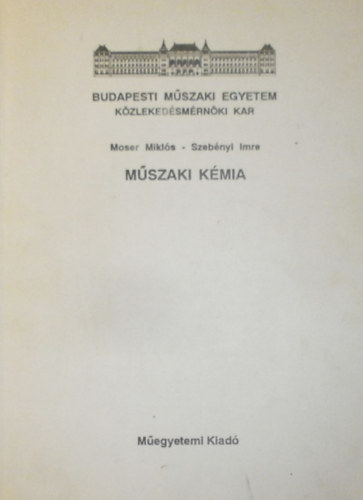 BUDAPESTI MŰSZAKI EGYETEM
KÖZLEKEDÉSMÉRNÖKI KAR
Moser Miklós - Szebényi Imre
MŰSZAKI KÉMIA
Műegyetemi Kiadó